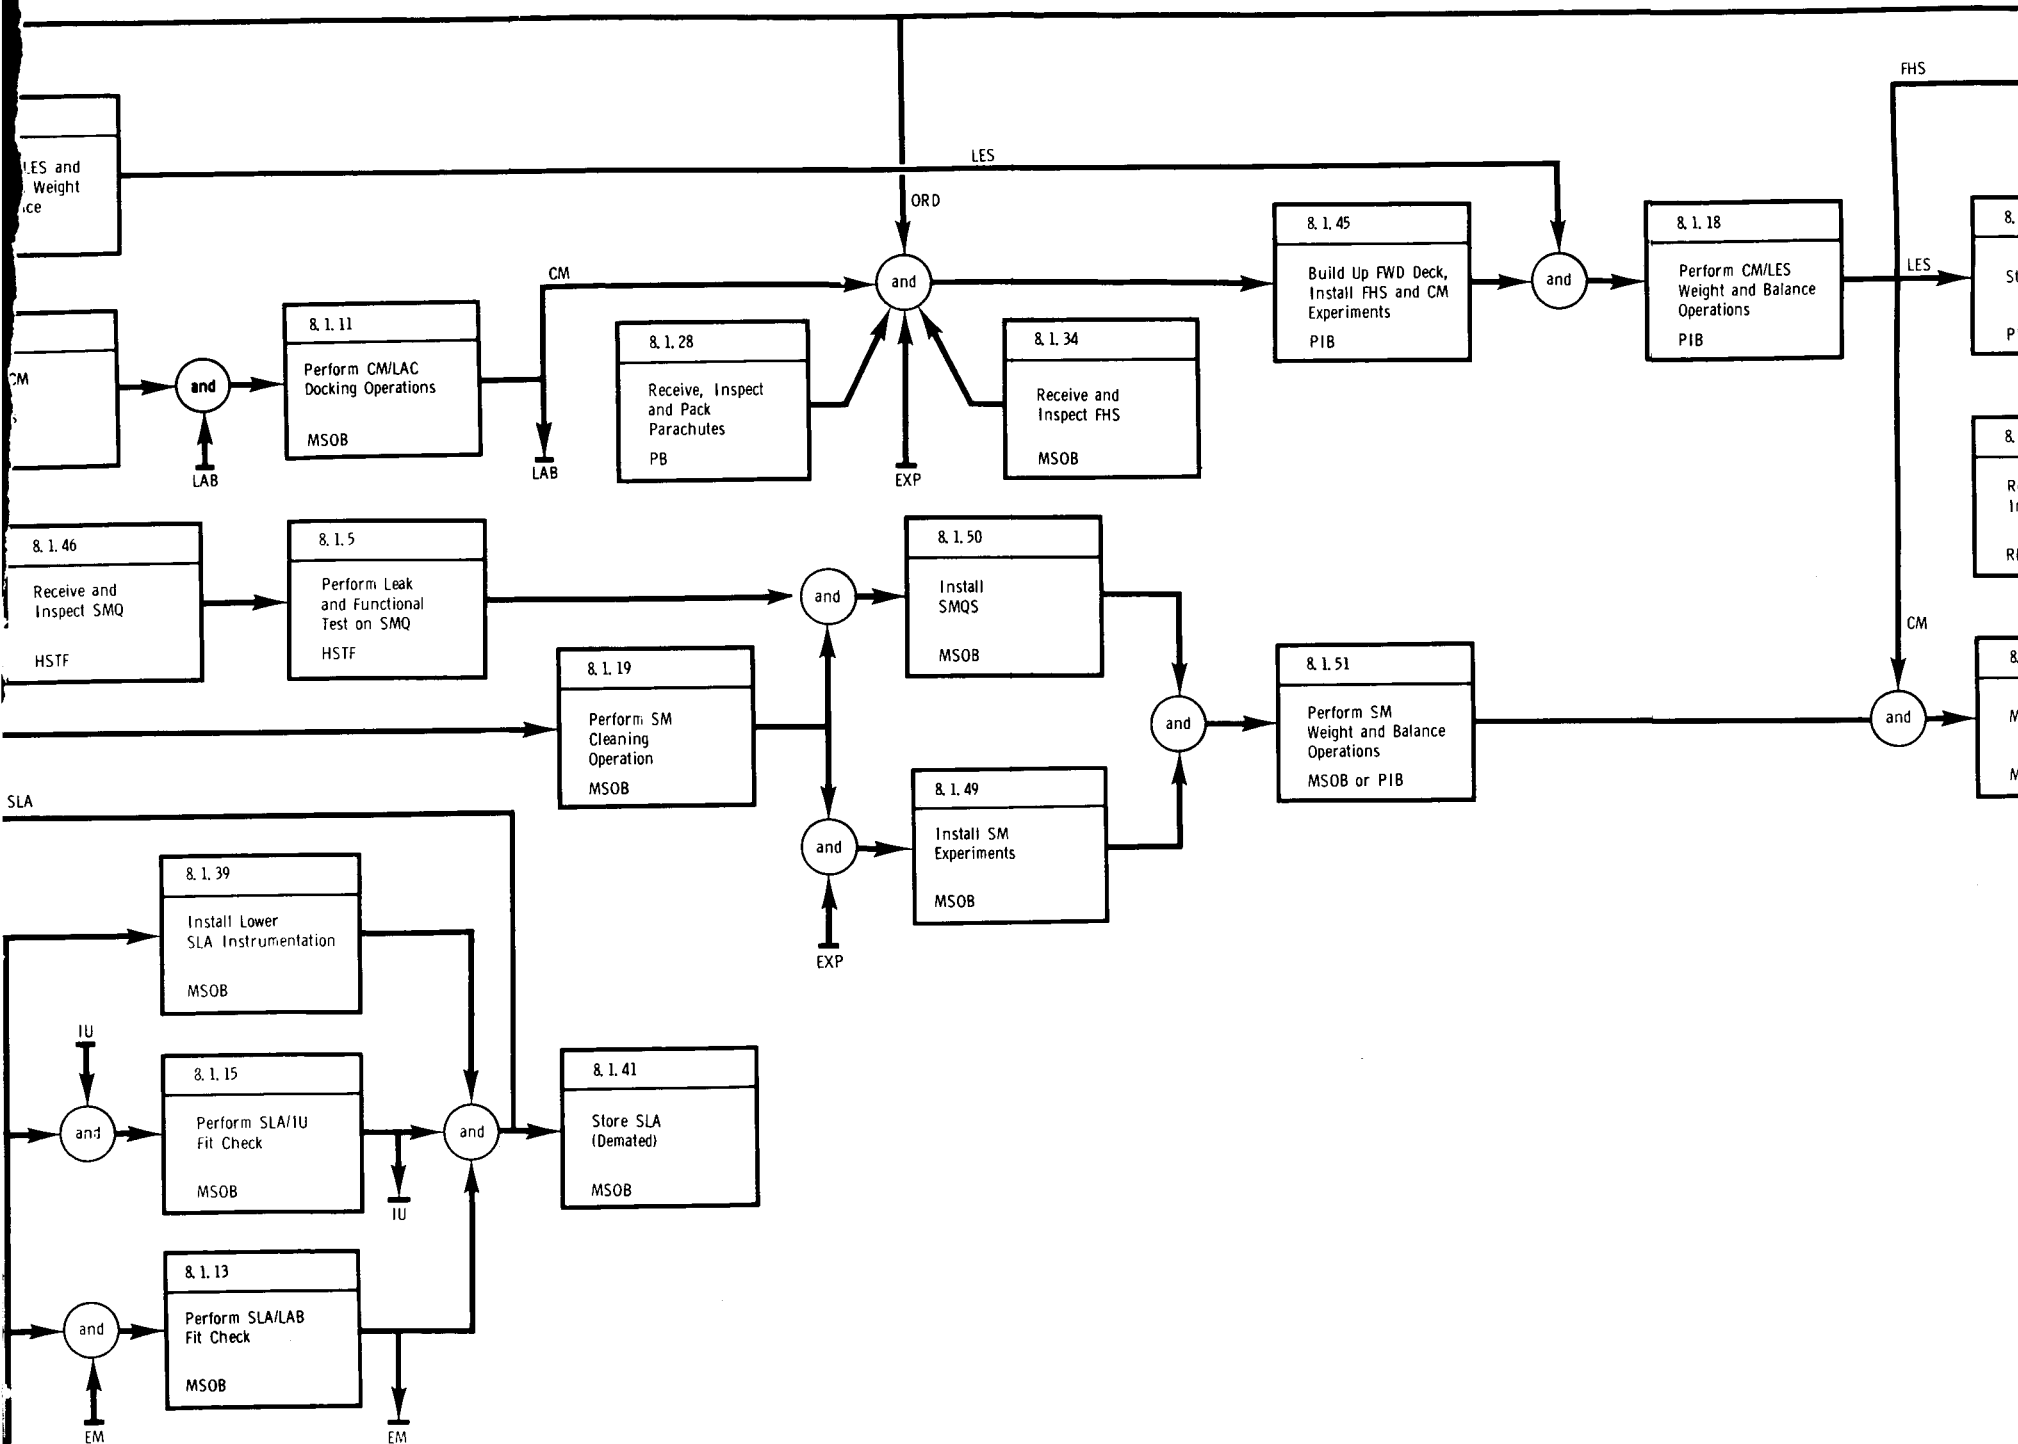 FHS
LES and
Weight
LES
ORD
8.1.45
Build Up FWD Deck,
Install FHS and CM
Experiments
PIB
and
8.1.18
Perform CM/LES
Weight and Balance
Operations
PIB
LES
8.
CM
and
8.1.11
Perform CM/LAC
Docking Operations
MSOB
LAB
8.1.28
Receive, Inspect
and Pack
Parachutes
PB
EXP
8.1.34
Receive and
Inspect FHS
MSOB
CM
and
LAB
8.
8.1.46
Receive and
Inspect SMQ
HSTF
8.1.5
Perform Leak
and Functional
Test on SMQ
HSTF
and
8.1.50
Install
SMQS
MSOB
CM
8.1.19
Perform SM
Cleaning
Operation
MSOB
and
8.1.51
Perform SM
Weight and Balance
Operations
MSOB or PIB
and
8.
SLA
and
8.1.49
Install SM
Experiments
MSOB
EXP
8.1.39
Install Lower
SLA Instrumentation
MSOB
IU
and
8.1.15
Perform SLA/IU
Fit Check
MSOB
IU
and
8.1.41
Store SLA
(Demated)
MSOB
and
8.1.13
Perform SLA/LAB
Fit Check
MSOB
EM
EM